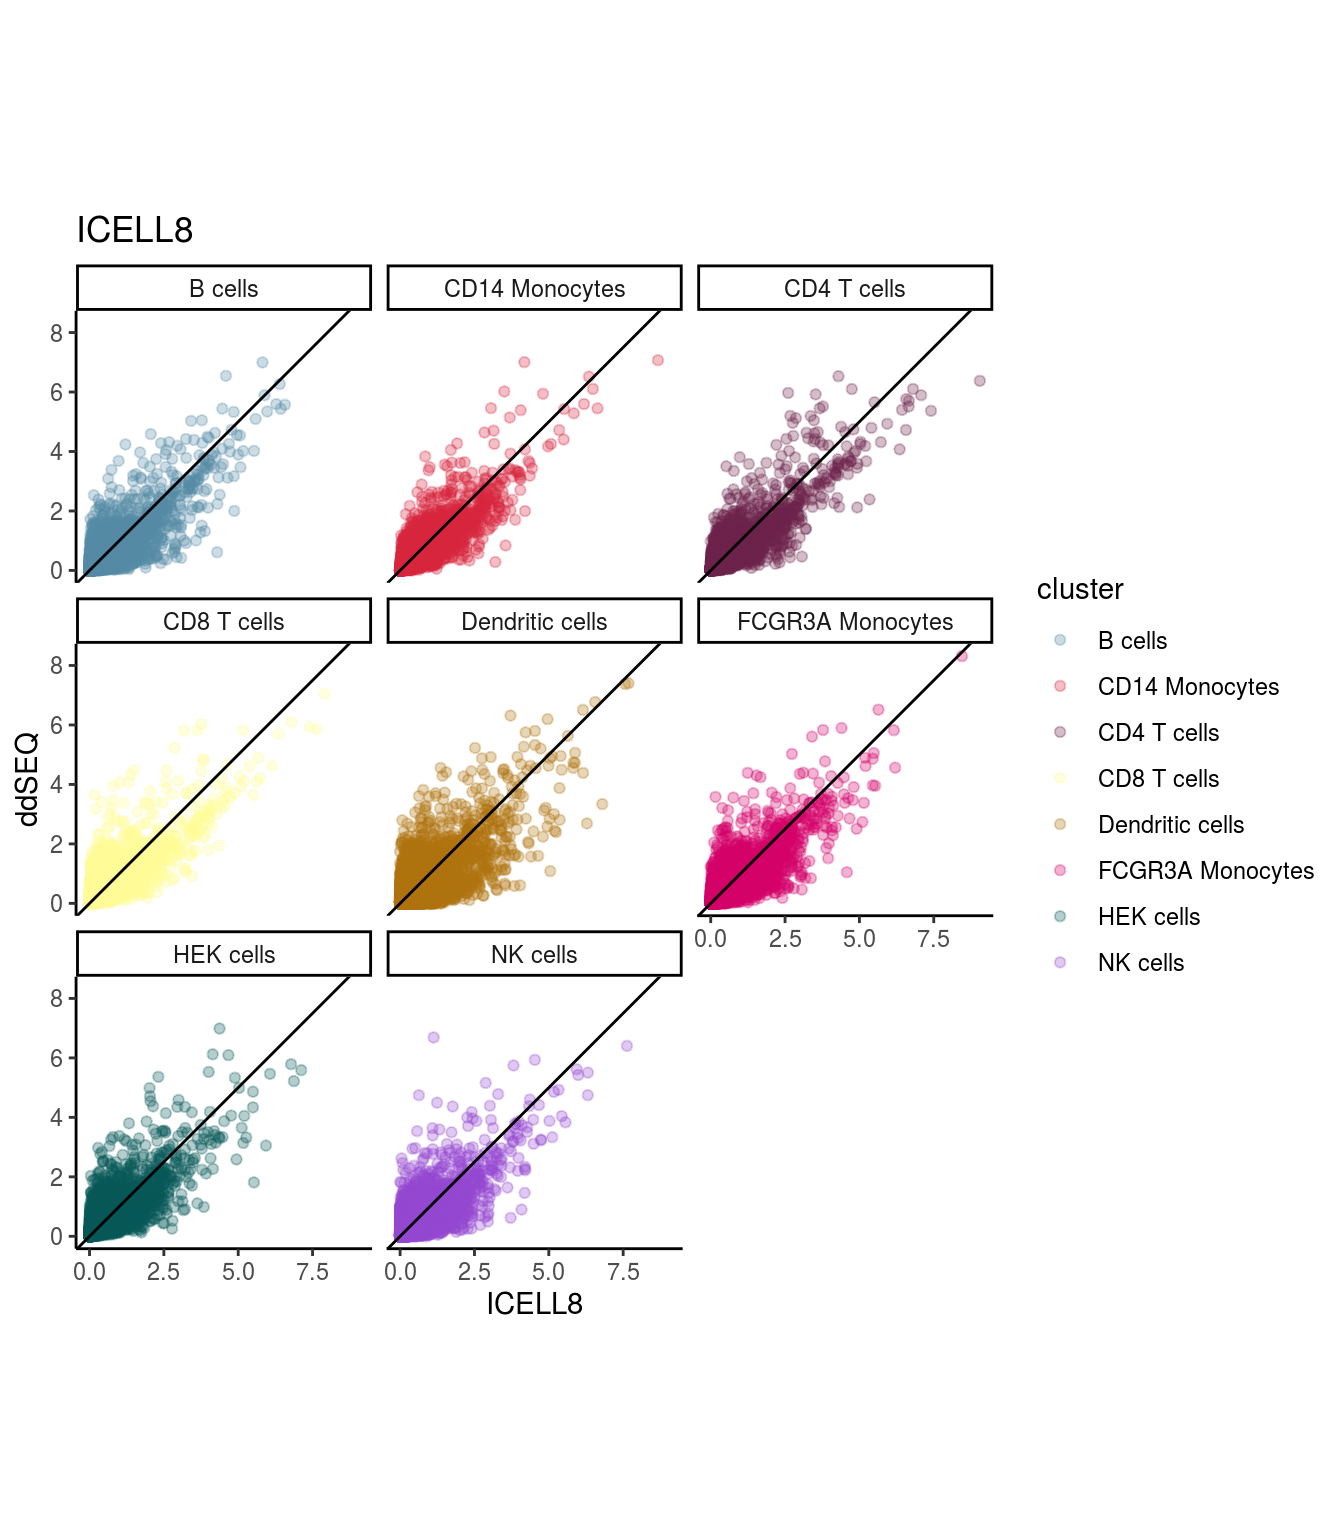 ICELL8
B cells
CD14 Monocytes
CD4 T cells
8
6
4
2
0
CD8 T cells
Dendritic cells
FCGR3A Monocytes
8
6
4
2
0
0.0 2.5 5.0 7.5
HEK cells
NK cells
8
6
4
2
0
0.0 2.5 5.0 7.5
0.0 2.5 5.0 7.5
ICELL8
ddSEQ
cluster
B cells
CD14 Monocytes
CD4 T cells
CD8 T cells
Dendritic cells
FCGR3A Monocytes
HEK cells
NK cells